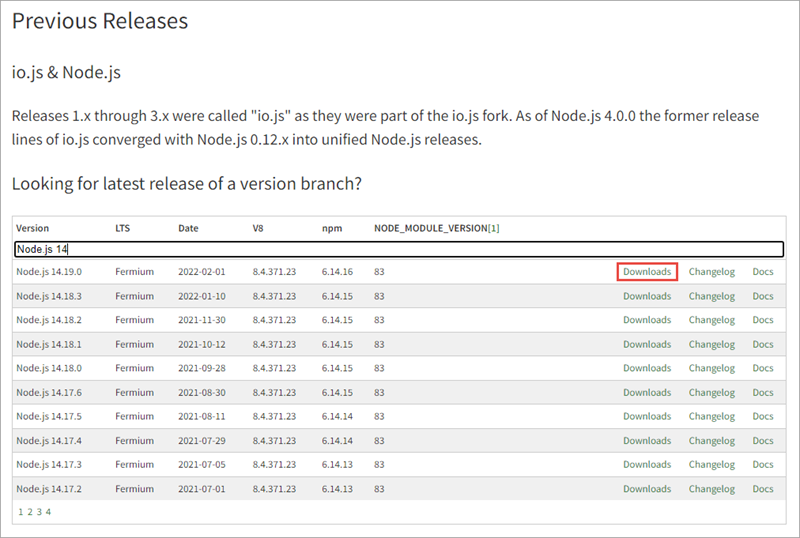 Previous Releases
io.js & Node.js
Releases 1.x through 3.x were called "io.js" as they were part of the io.js fork. As of Node.js 4.0.0 the former release
lines of io.js converged with Node.js 0.12.x into unified Node.js releases.
Looking for latest release of a version branch?
Version LTS Date V8 npm NODE_MODULE_VERSION[1]
Node.js 14
Node.js 14.19.0 Fermium 2022-02-01 8.4.371.23 6.14.16 83 Downloads Changelog Docs
Node.js 14.18.3 Fermium 2022-01-10 8.4.371.23 6.14.15 83 Downloads Changelog Docs
Node.js 14.18.2 Fermium 2021-11-30 8.4.371.23 6.14.15 83 Downloads Changelog Docs
Node.js 14.18.1 Fermium 2021-10-12 8.4.371.23 6.14.15 83 Downloads Changelog Docs
Node.js 14.18.0 Fermium 2021-09-28 8.4.371.23 6.14.15 83 Downloads Changelog Docs
Node.js 14.17.6 Fermium 2021-08-30 8.4.371.23 6.14.15 83 Downloads Changelog Docs
Node.js 14.17.5 Fermium 2021-08-11 8.4.371.23 6.14.14 83 Downloads Changelog Docs
Node.js 14.17.4 Fermium 2021-07-29 8.4.371.23 6.14.14 83 Downloads Changelog Docs
Node.js 14.17.3 Fermium 2021-07-05 8.4.371.23 6.14.13 83 Downloads Changelog Docs
Node.js 14.17.2 Fermium 2021-07-01 8.4.371.23 6.14.13 83 Downloads Changelog Docs
1 2 3 4